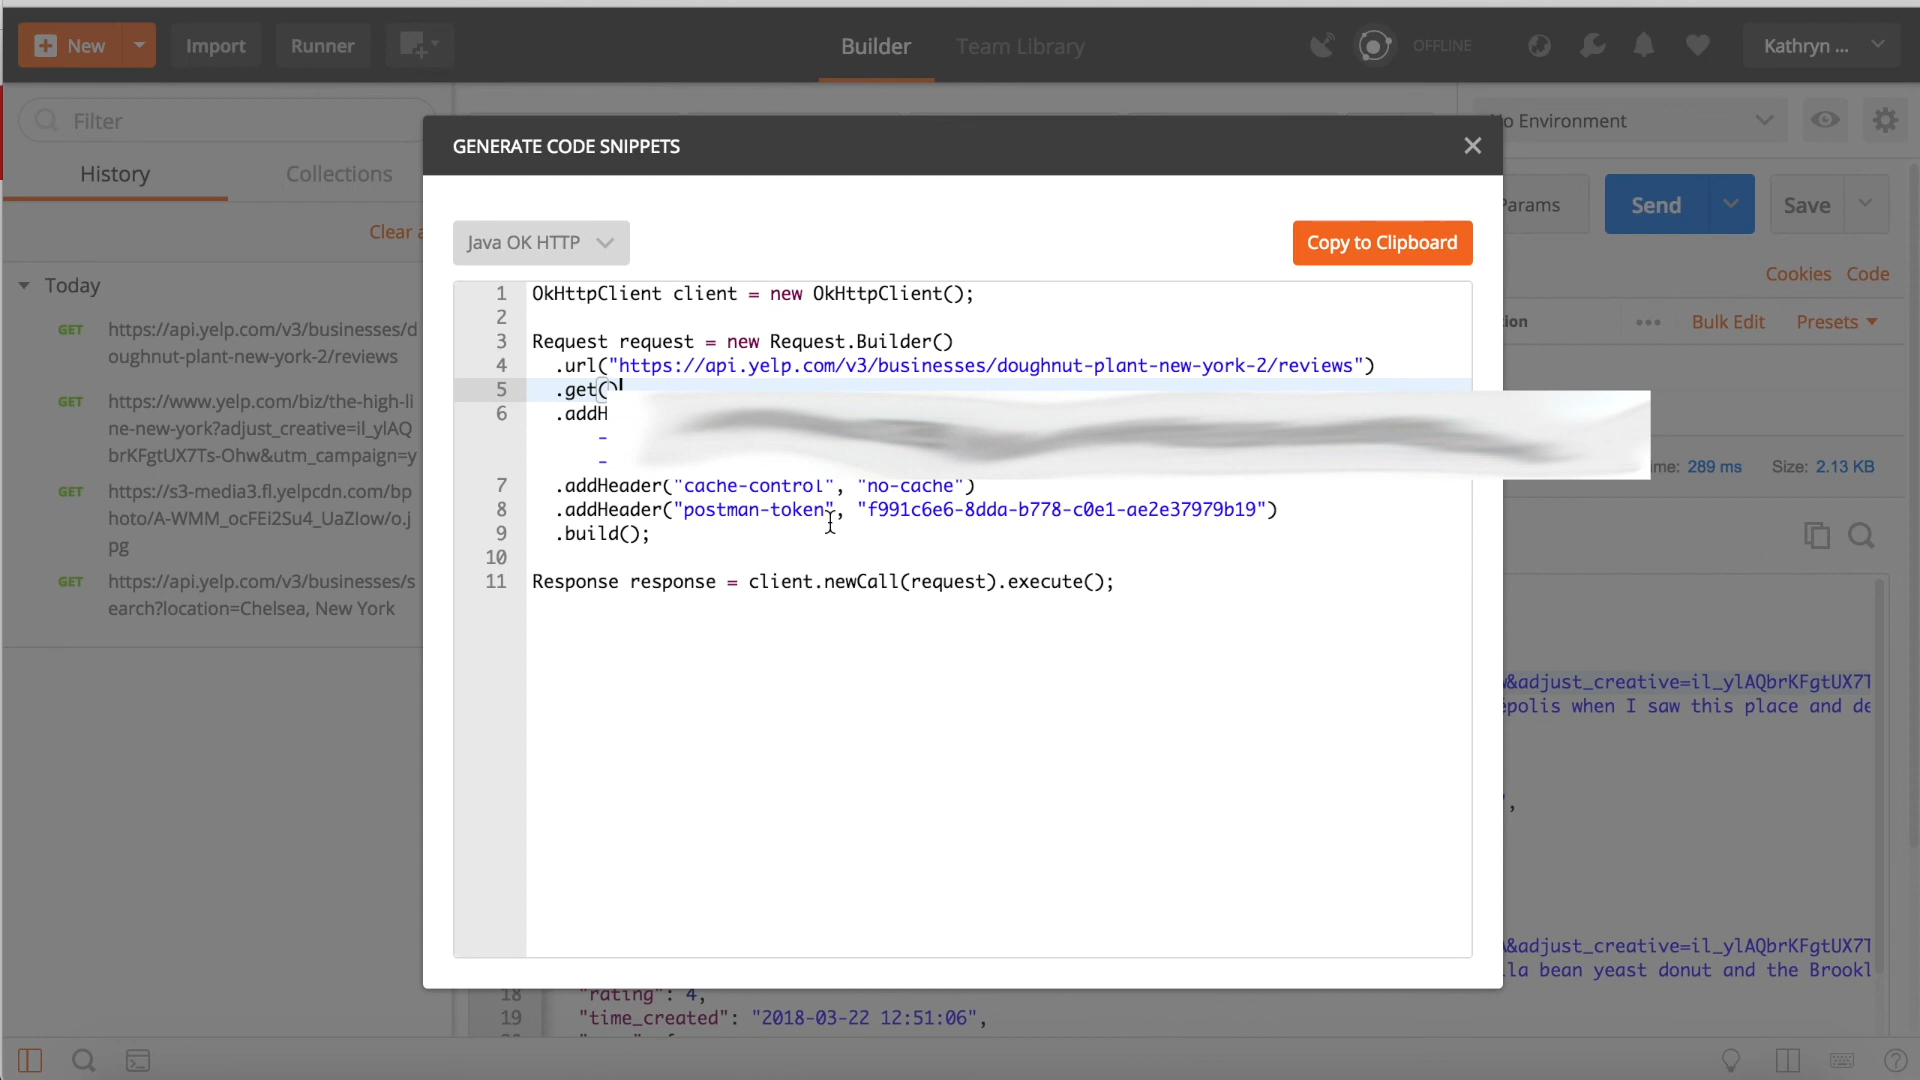 New
Import
Runner
Builder
Team Library
OFFLINE
Kathryn ...
Filter
History
Collections
Clear
Today
GET https://api.yelp.com/v3/businesses/d
oughnut-plant-new-york-2/reviews
GET https://www.yelp.com/biz/the-high-li
ne-new-york?adjust_creative=il_ylAQ
brKFgtUX7Ts-Ohw&utm_campaign=y
GET https://s3-media3.fl.yelpcdn.com/bp
hoto/A-WMM_ocFEi2Su4_UaZlow/o.j
pg
GET https://api.yelp.com/v3/businesses/s
earch?location=Chelsea, New York
GENERATE CODE SNIPPETS
Java OK HTTP
Copy to Clipboard
1 OkHttpClient client = new OkHttpClient();
2
3 Request request = new Request.Builder()
4 .url("https://api.yelp.com/v3/businesses/doughnut-plant-new-york-2/reviews")
5 .get()
6 .addH
-
-
7 .addHeader("cache-control", "no-cache")
8 .addHeader("postman-token", "f991c6e6-8dda-b778-c0e1-ae2e37979b19")
9 .build();
10
11 Response response = client.newCall(request).execute();
No Environment
Params
Send
Save
Cookies
Code
Bulk Edit
Presets
289 ms
Size: 2.13 KB
&adjust_creative=il_ylAQbrKFgtUX7T
epolis when I saw this place and de
",
&adjust_creative=il_ylAQbrKFgtUX7T
la bean yeast donut and the Brookl
18 "rating": 4,
19 "time_created": "2018-03-22 12:51:06",